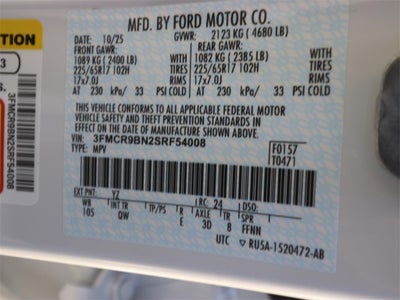 MFD. BY FORD MOTOR CO.
DATE: 10/25 GVWR: 2123 KG ( 4680 LB)
FRONT GAWR: REAR GAWR:
1089 KG ( 2400 LB) 1082 KG ( 2385 LB)
225/65R17 102H TIRES 225/65R17 102H TIRES
17x7.0J RIMS 17x7.0J RIMS
AT 230 kPa/ 33 PSI COLD AT 230 kPa/ 33 PSI COLD
THIS VEHICLE CONFORMS TO ALL APPLICABLE FEDERAL MOTOR
VEHICLE SAFETY AND THEFT PREVENTION STANDARDS IN EFFECT ON
THE DATE OF MANUFACTURE SHOWN ABOVE.
VIN: 3FMCR9BN2SRF54008
TYPE: MPV
F0157
T0471
EXT PNT: YZ RC: 24 DSO:
WB INT TR TP/PS R AXLE TR SPR
105 QW E 3D 8 FFNN
UTC RU5A-1520472-AB
3FMCR9BN2SRF54008